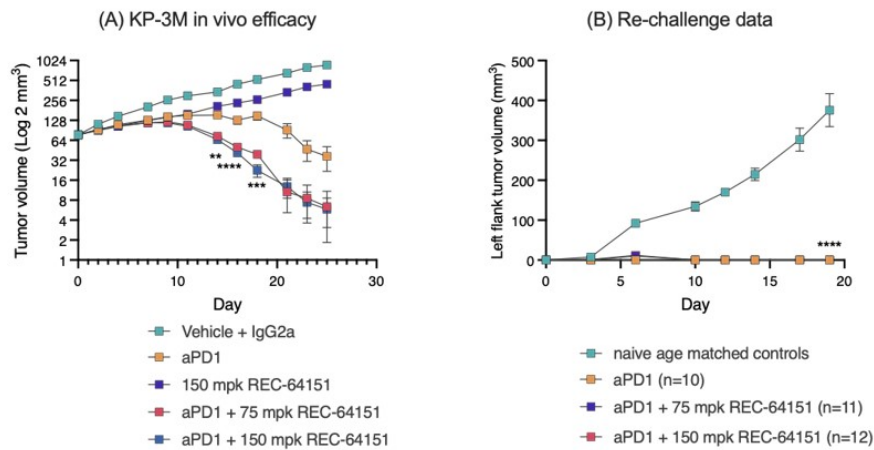 (A) KP-3M in vivo efficacy
Tumor volume (Log 2 mm³)
1024
512
256
128
64
32
16
8
4
2
1
**
****
***
0
10
20
30
Day
Vehicle + IgG2a
aPD1
150 mpk REC-64151
aPD1 + 75 mpk REC-64151
aPD1 + 150 mpk REC-64151
(B) Re-challenge data
Left flank tumor volume (mm³)
500
400
300
200
100
0
****
0
5
10
15
20
Day
naive age matched controls
aPD1 (n=10)
aPD1 + 75 mpk REC-64151 (n=11)
aPD1 + 150 mpk REC-64151 (n=12)